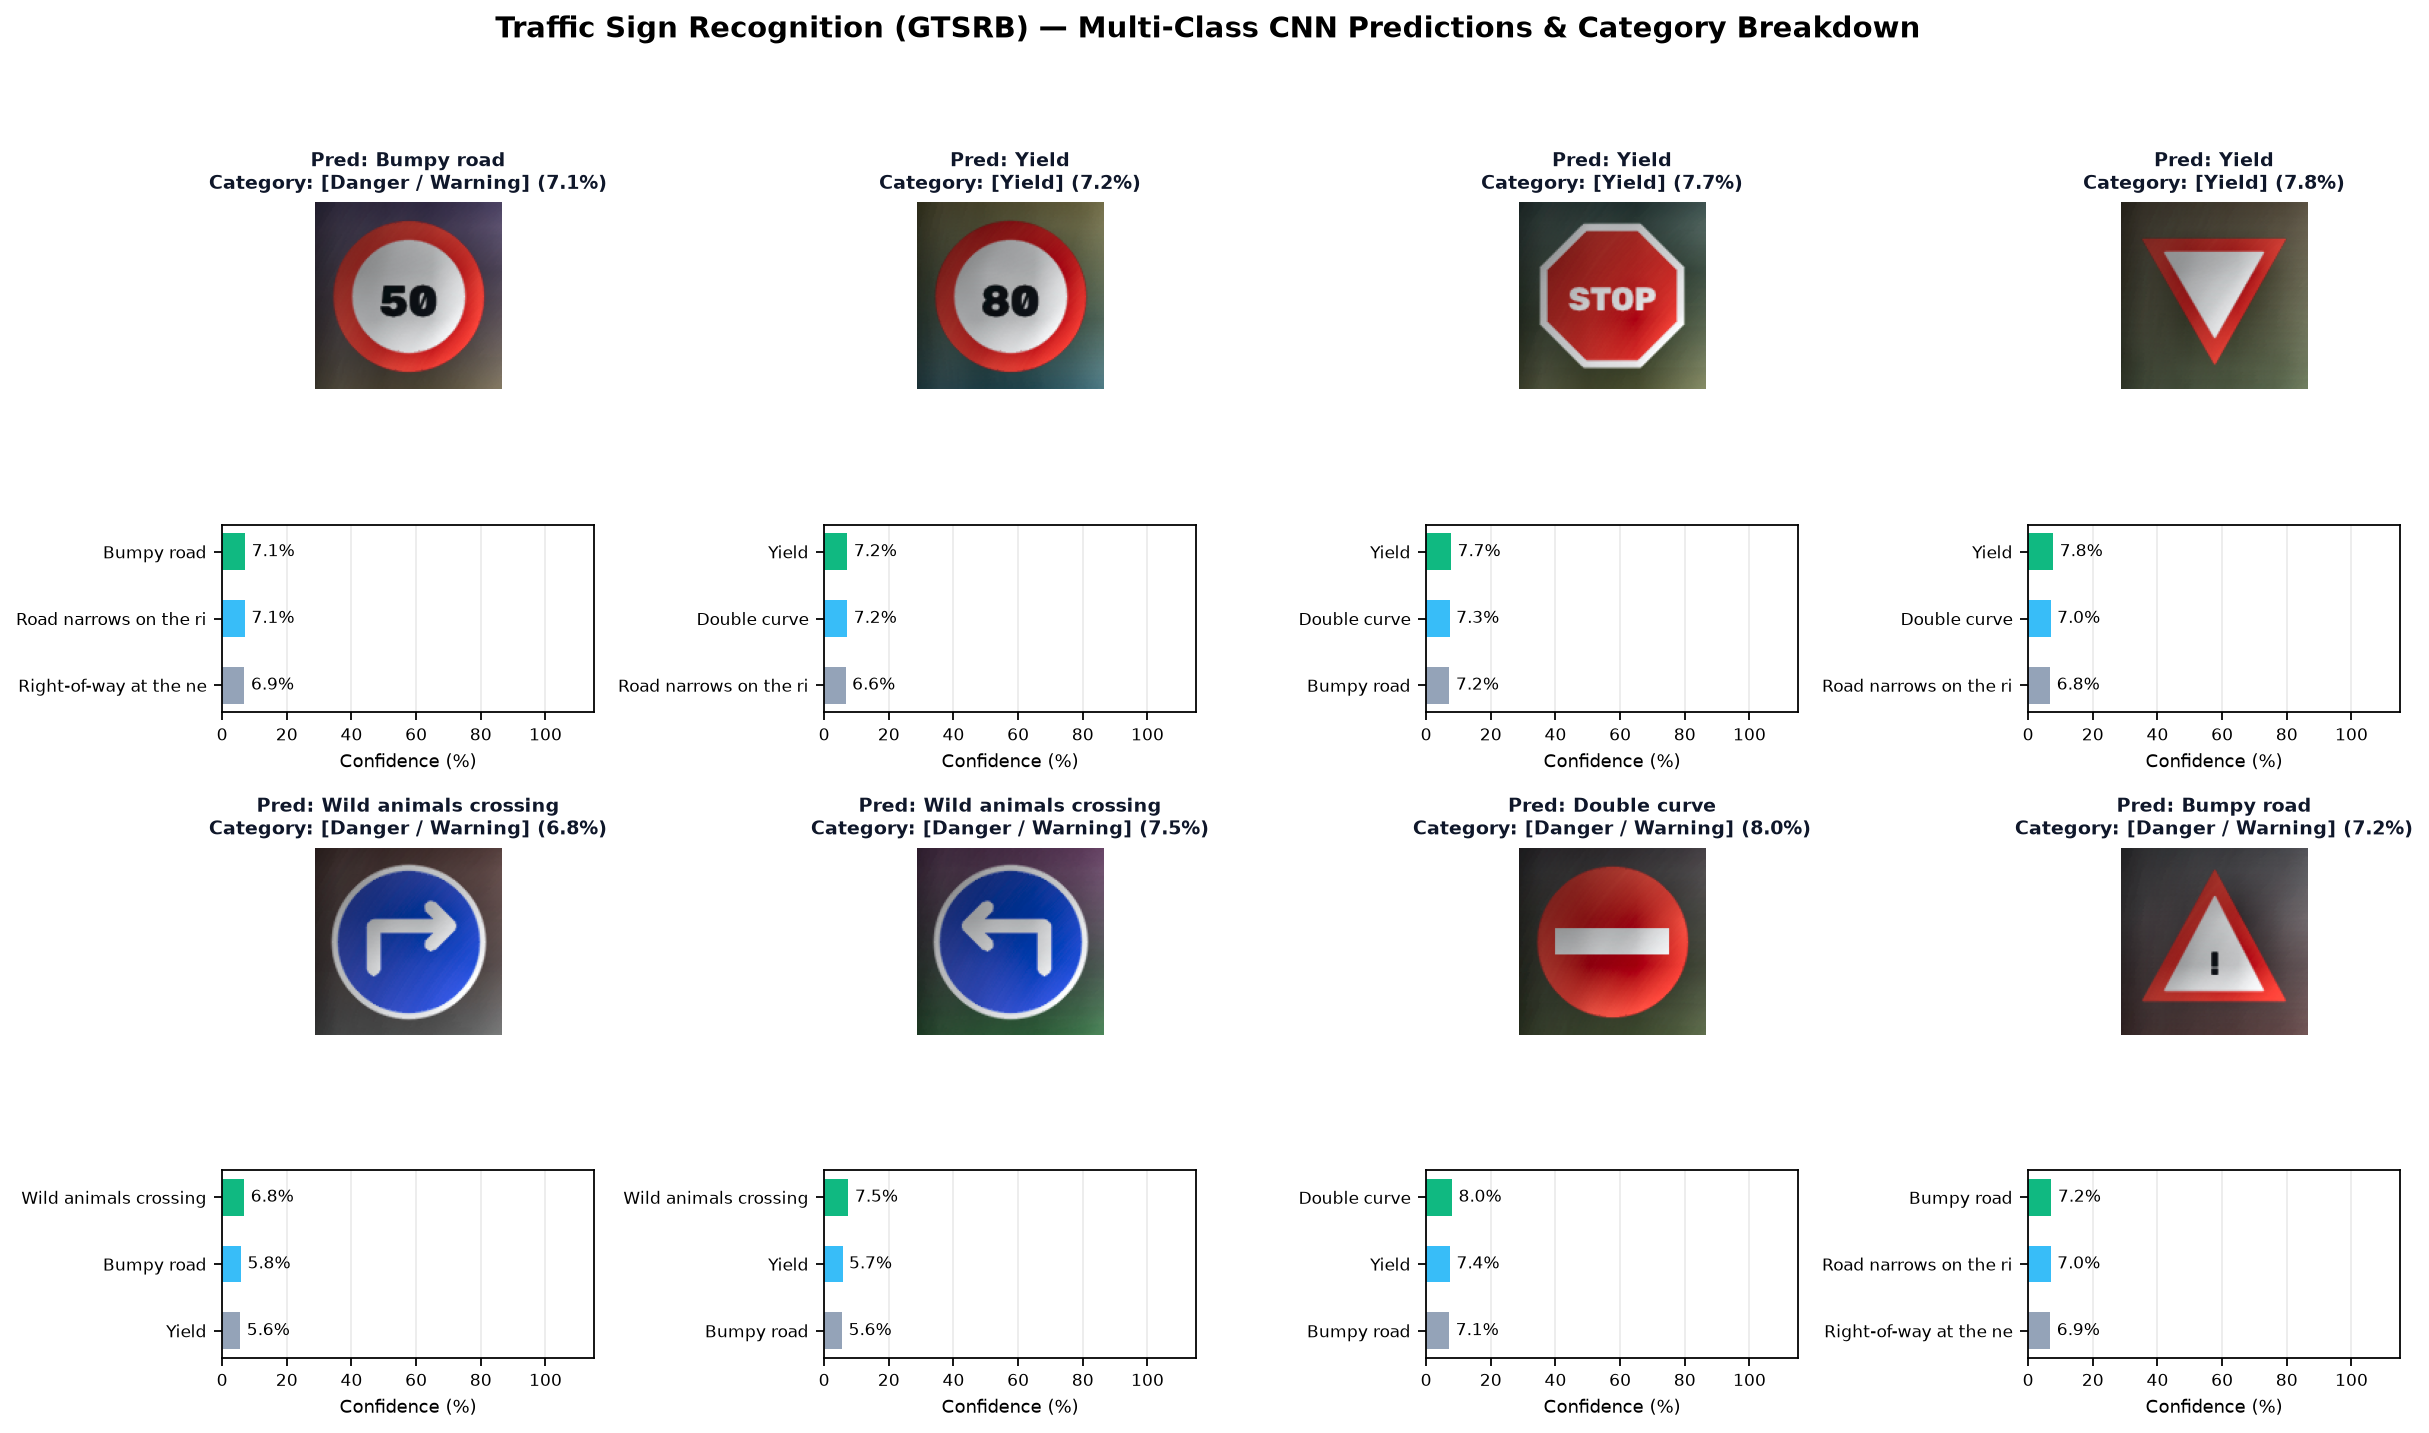 Traffic Sign Recognition (GTSRB) — Multi-Class CNN Predictions & Category Breakdown
Pred: Bumpy road
Category: [Danger / Warning] (7.1%)
50
Bumpy road 7.1%
Road narrows on the ri 7.1%
Right-of-way at the ne 6.9%
0 20 40 60 80 100
Confidence (%)
Pred: Yield
Category: [Yield] (7.2%)
80
Yield 7.2%
Double curve 7.2%
Road narrows on the ri 6.6%
0 20 40 60 80 100
Confidence (%)
Pred: Yield
Category: [Yield] (7.7%)
STOP
Yield 7.7%
Double curve 7.3%
Bumpy road 7.2%
0 20 40 60 80 100
Confidence (%)
Pred: Yield
Category: [Yield] (7.8%)
Yield 7.8%
Double curve 7.0%
Road narrows on the ri 6.8%
0 20 40 60 80 100
Confidence (%)
Pred: Wild animals crossing
Category: [Danger / Warning] (6.8%)
Wild animals crossing 6.8%
Bumpy road 5.8%
Yield 5.6%
0 20 40 60 80 100
Confidence (%)
Pred: Wild animals crossing
Category: [Danger / Warning] (7.5%)
Wild animals crossing 7.5%
Yield 5.7%
Bumpy road 5.6%
0 20 40 60 80 100
Confidence (%)
Pred: Double curve
Category: [Danger / Warning] (8.0%)
Double curve 8.0%
Yield 7.4%
Bumpy road 7.1%
0 20 40 60 80 100
Confidence (%)
Pred: Bumpy road
Category: [Danger / Warning] (7.2%)
!
Bumpy road 7.2%
Road narrows on the ri 7.0%
Right-of-way at the ne 6.9%
0 20 40 60 80 100
Confidence (%)